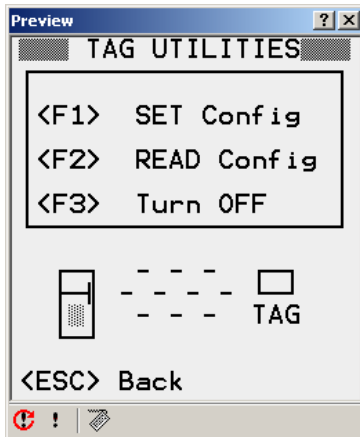 Preview
TAG UTILITIES
<F1> SET Config
<F2> READ Config
<F3> Turn OFF
TAG
<ESC> Back